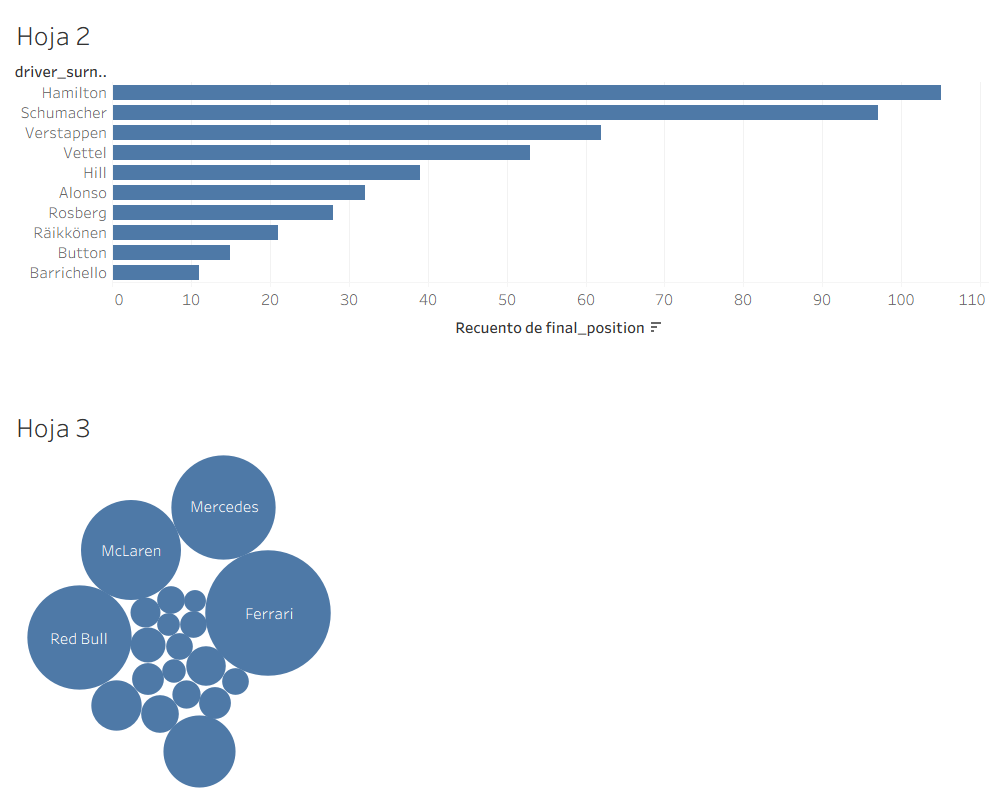 Hoja 2
driver_surn..
Hamilton
Schumacher
Verstappen
Vettel
Hill
Alonso
Rosberg
Räikkönen
Button
Barrichello
0 10 20 30 40 50 60 70 80 90 100 110
Recuento de final_position
Hoja 3
Mercedes
McLaren
Ferrari
Red Bull